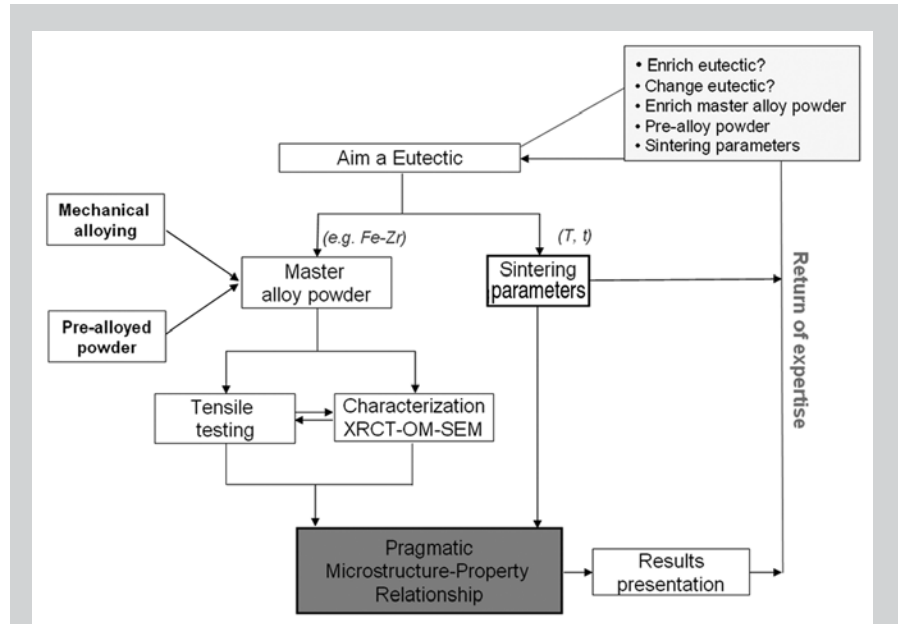 • Enrich eutectic?
• Change eutectic?
• Enrich master alloy powder
• Pre-alloy powder
• Sintering parameters
Aim a Eutectic
Mechanical
alloying
(e.g. Fe-Zr)
(T, t)
Master
alloy powder
Sintering
parameters
Pre-alloyed
powder
Return of expertise
Tensile
testing
Characterization
XRCT-OM-SEM
Pragmatic
Microstructure-Property
Relationship
Results
presentation